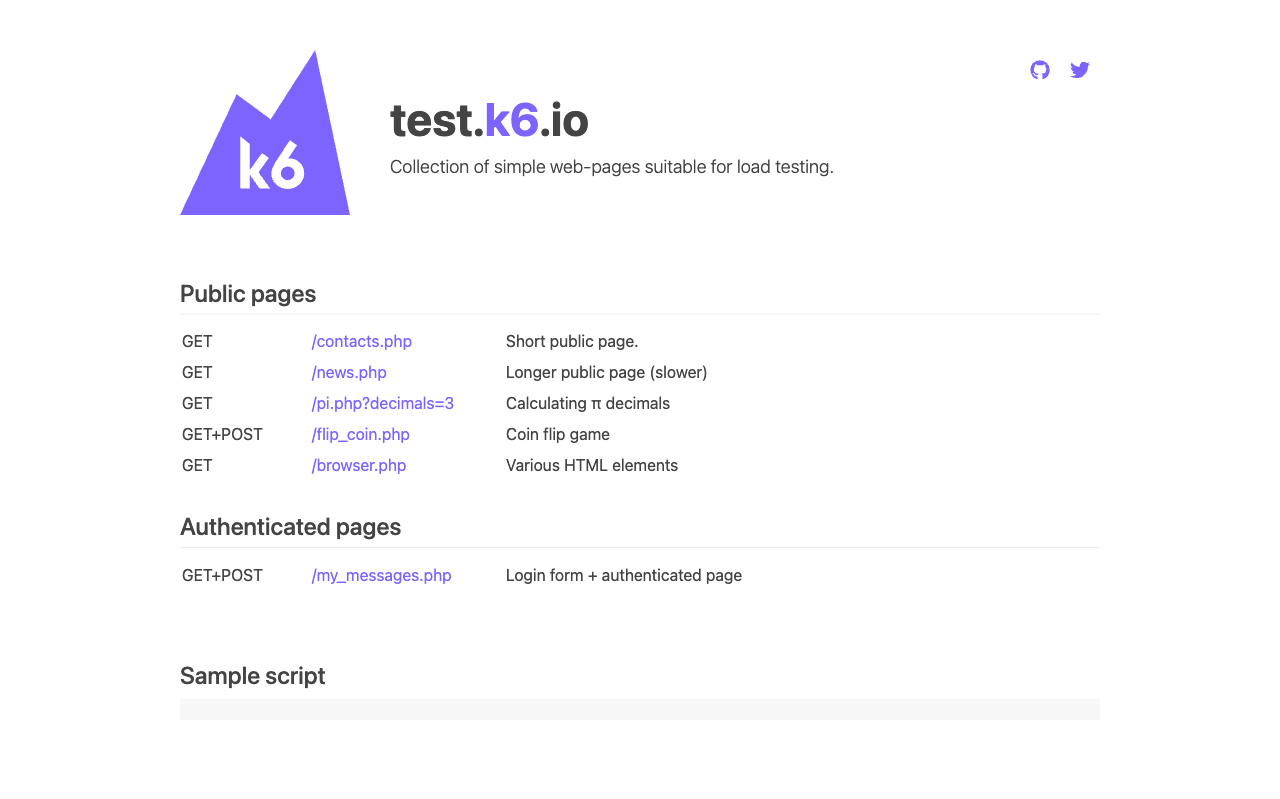 k6
test.k6.io
Collection of simple web-pages suitable for load testing.
Public pages
GET /contacts.php Short public page.
GET /news.php Longer public page (slower)
GET /pi.php?decimals=3 Calculating π decimals
GET+POST /flip_coin.php Coin flip game
GET /browser.php Various HTML elements
Authenticated pages
GET+POST /my_messages.php Login form + authenticated page
Sample script